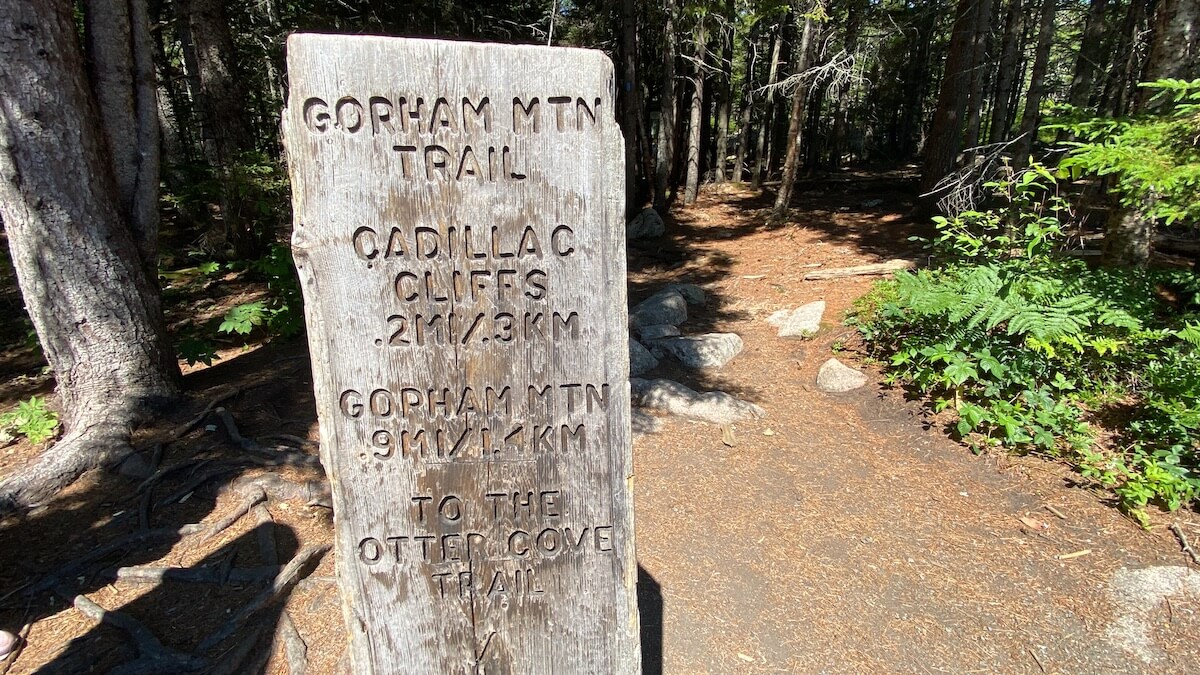 GORHAM MTN
TRAIL
CADILLAC
CLIFFS
.2MI/.3KM
GORHAM MTN
.9MI/1.4KM
TO THE
OTTER COVE
TRAIL